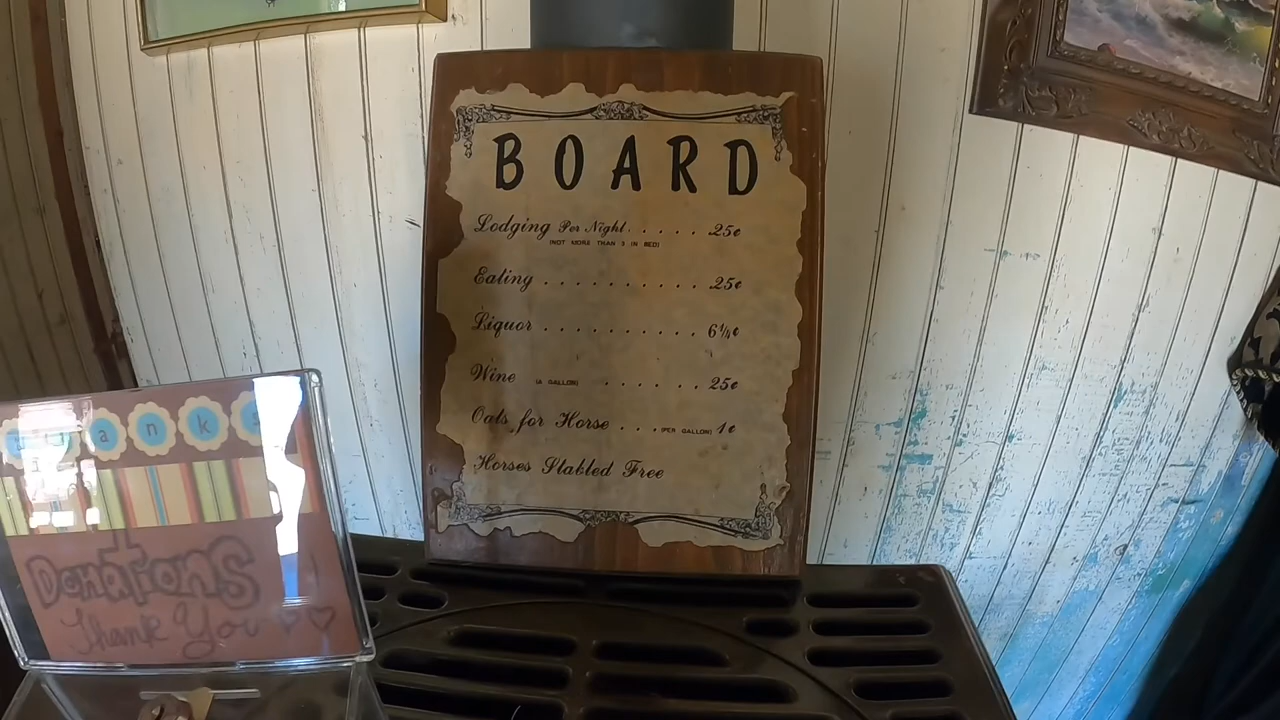 BOARD
Lodging Per Night . . . . . . 25¢
(NOT MORE THAN 3 IN BED)
Eating . . . . . . . . . . . 25¢
Liquor . . . . . . . . . . . 6¼¢
Wine (A GALLON) . . . . . . . 25¢
Oats for Horse . . . (PER GALLON) 1¢
Horses Stabled Free
anks
Donations
Thank You